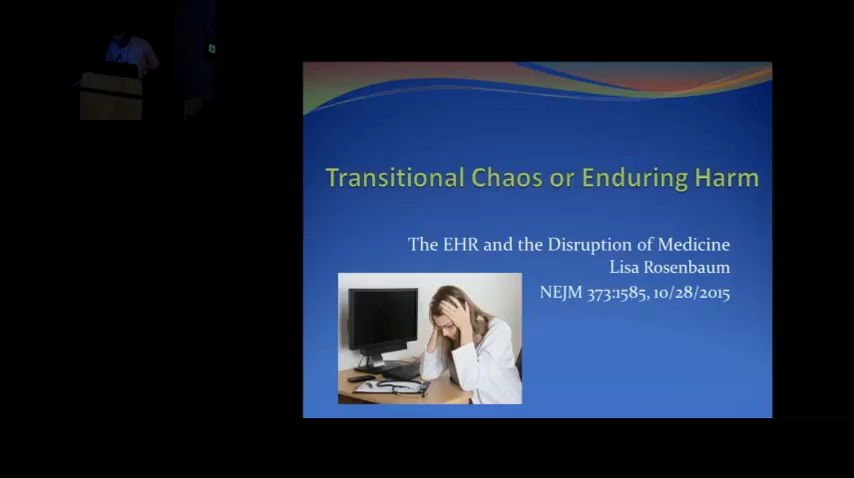 Transitional Chaos or Enduring Harm
The EHR and the Disruption of Medicine
Lisa Rosenbaum
NEJM 373:1585, 10/28/2015